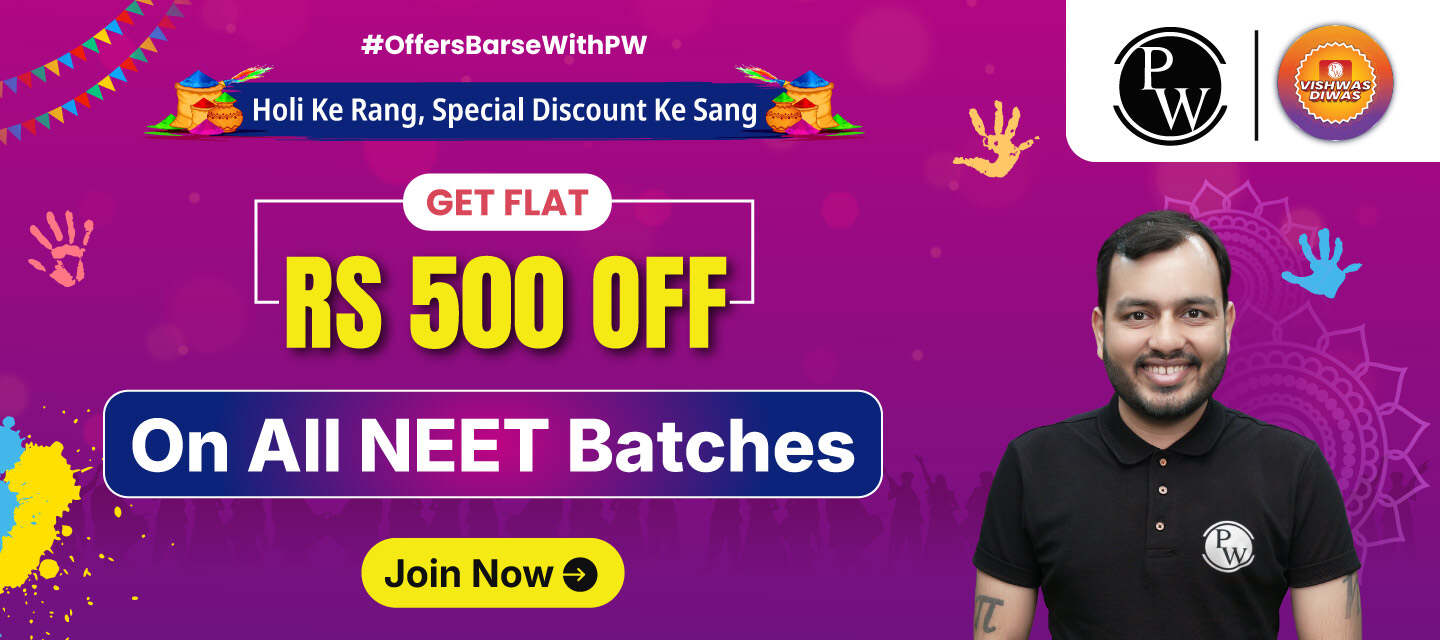 #OffersBarseWithPW
Holi Ke Rang, Special Discount Ke Sang
GET FLAT
RS 500 OFF
On All NEET Batches
Join Now
PW
VISHWAS
DIWAS
PW
π